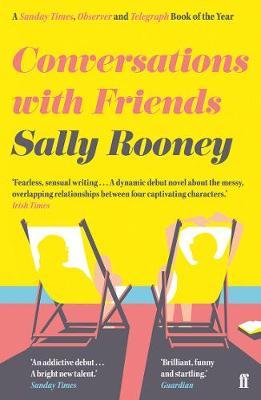 A Sunday Times, Observer and Telegraph Book of the Year
Conversations
with Friends
Sally Rooney
‘Fearless, sensual writing . . . A dynamic debut novel about the messy,
overlapping relationships between four captivating characters.’
Irish Times
‘An addictive debut . . .
A bright new talent.’
Sunday Times
‘Brilliant, funny
and startling.’
Guardian
ff